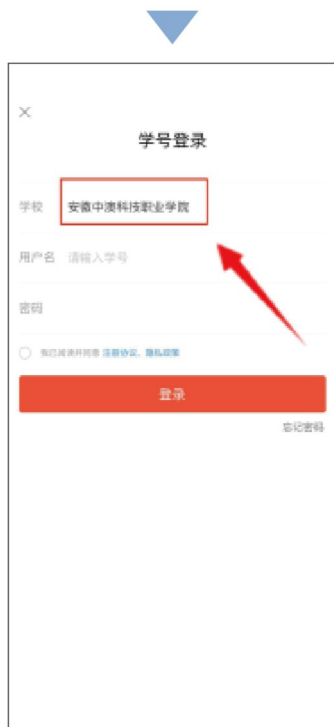 学号登录
学校 安徽中澳科技职业学院
用户名 请输入学号
密码
我已阅读并同意 注册协议、隐私政策
登录
忘记密码